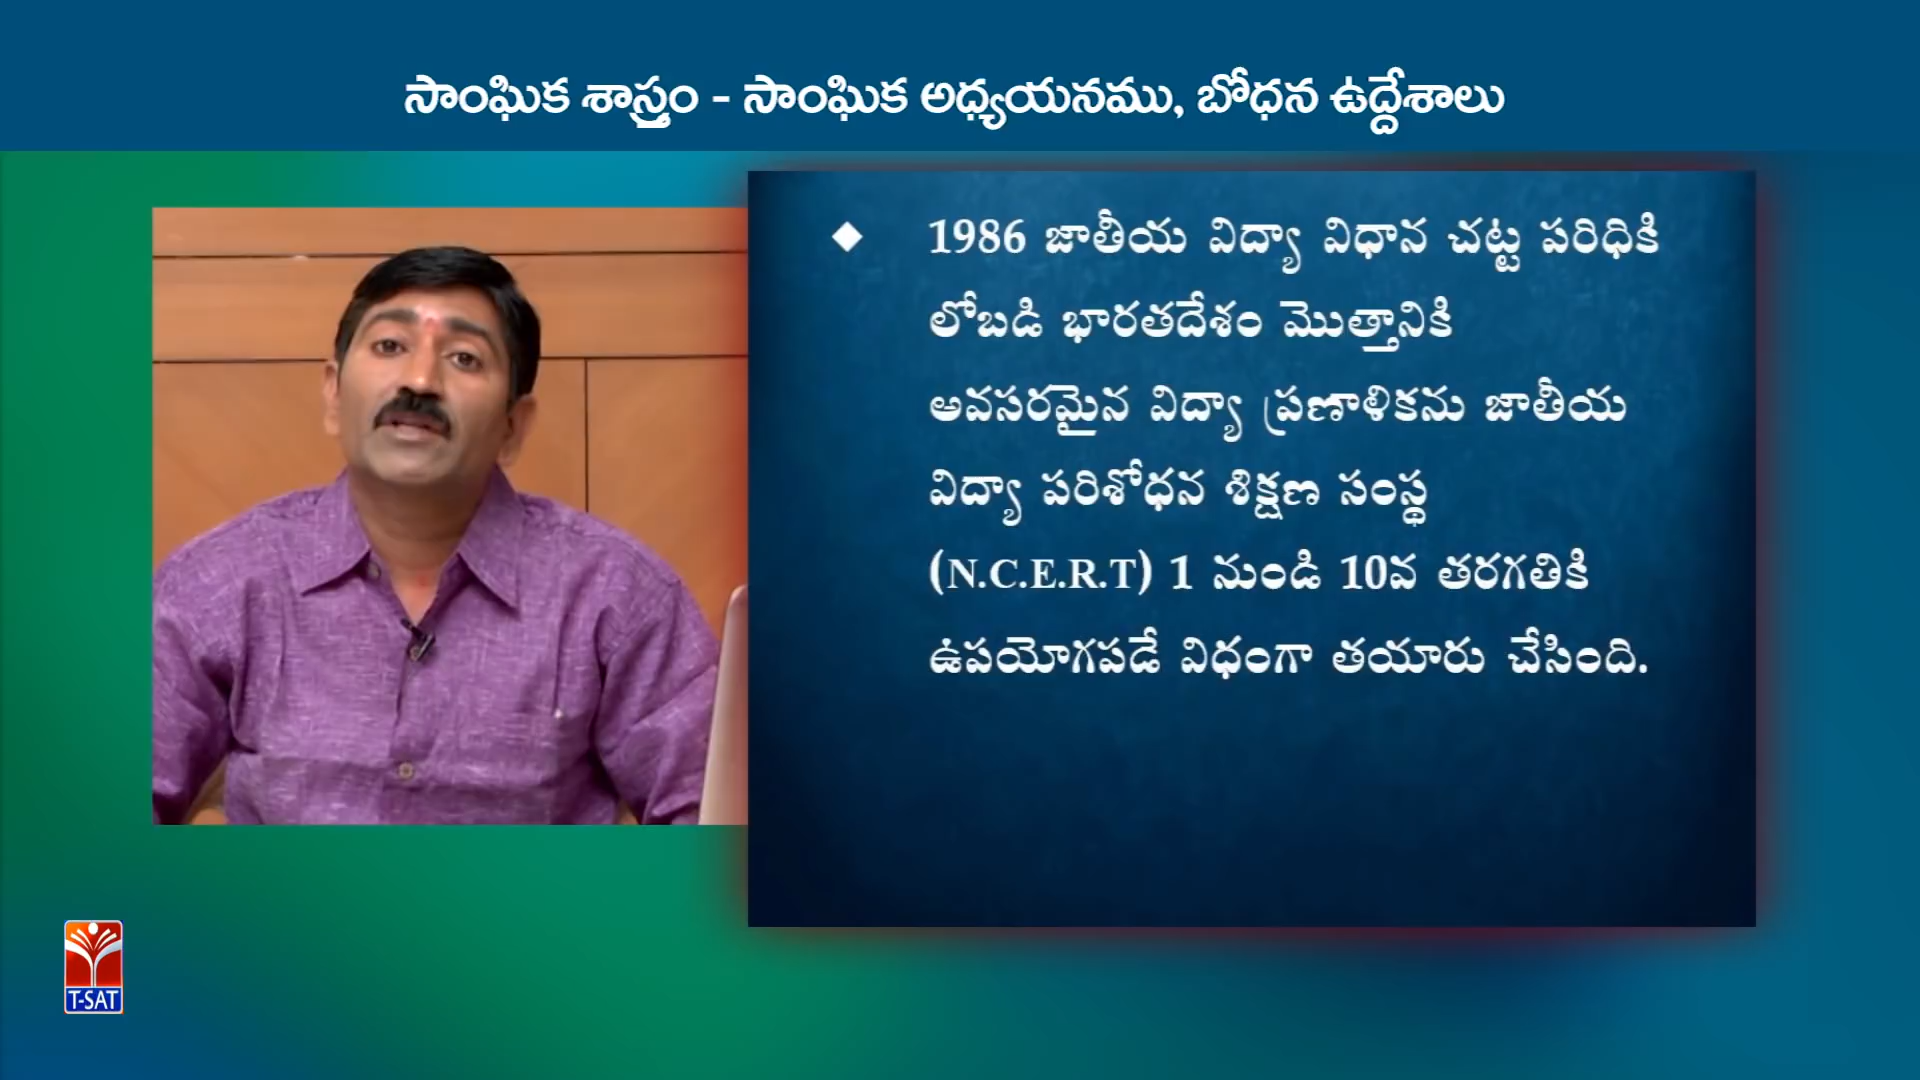 సాంఘిక శాస్త్రం - సాంఘిక అధ్యయనము, బోధన ఉద్దేశాలు
1986 జాతీయ విద్యా విధాన చట్ట పరిధికి
లోబడి భారతదేశం మొత్తానికి
అవసరమైన విద్యా ప్రణాళికను జాతీయ
విద్యా పరిశోధన శిక్షణ సంస్థ
(N.C.E.R.T) 1 నుండి 10వ తరగతికి
ఉపయోగపడే విధంగా తయారు చేసింది.
T-SAT